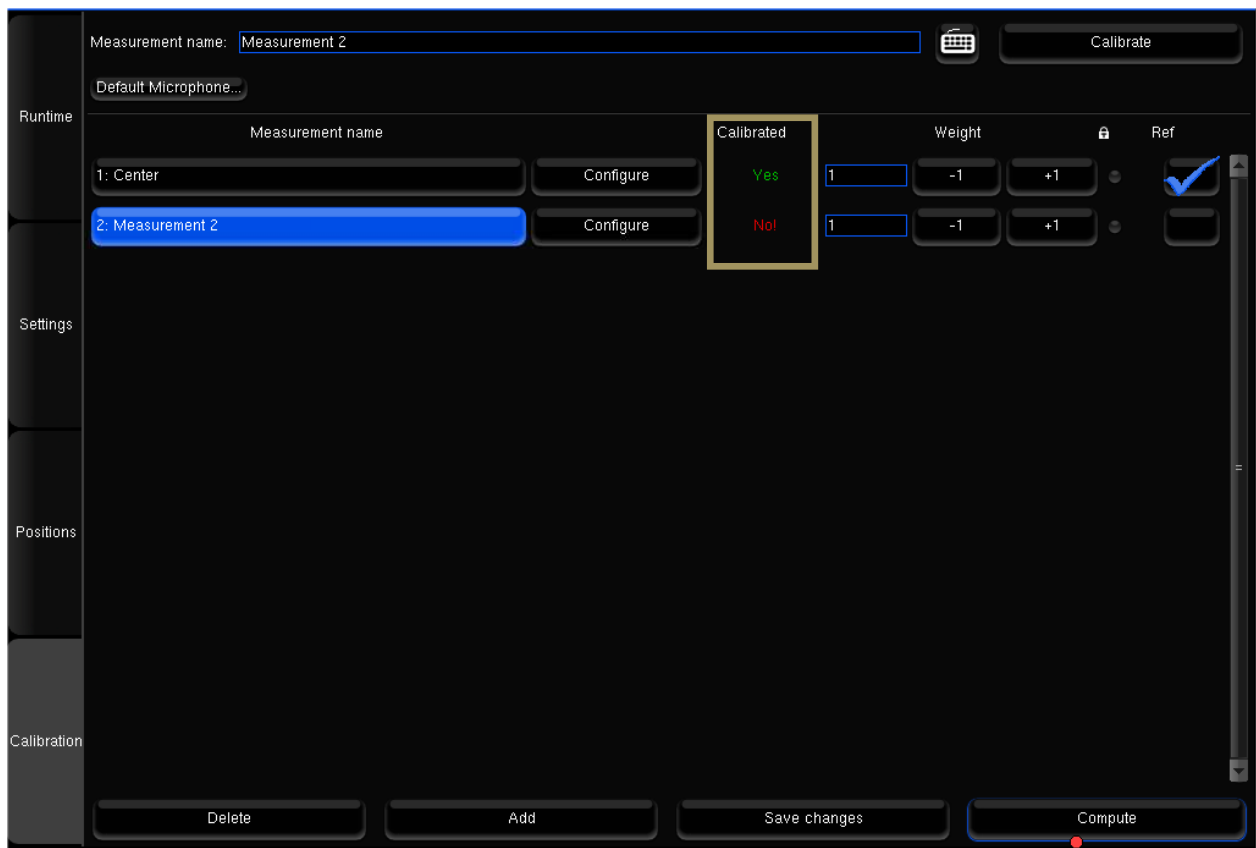 Measurement name: Measurement 2 Calibrate
Default Microphone...
Runtime
Measurement name Calibrated Weight Ref
1: Center Configure Yes 1 -1 +1
2: Measurement 2 Configure No! 1 -1 +1
Settings
Positions
Calibration
Delete Add Save changes Compute